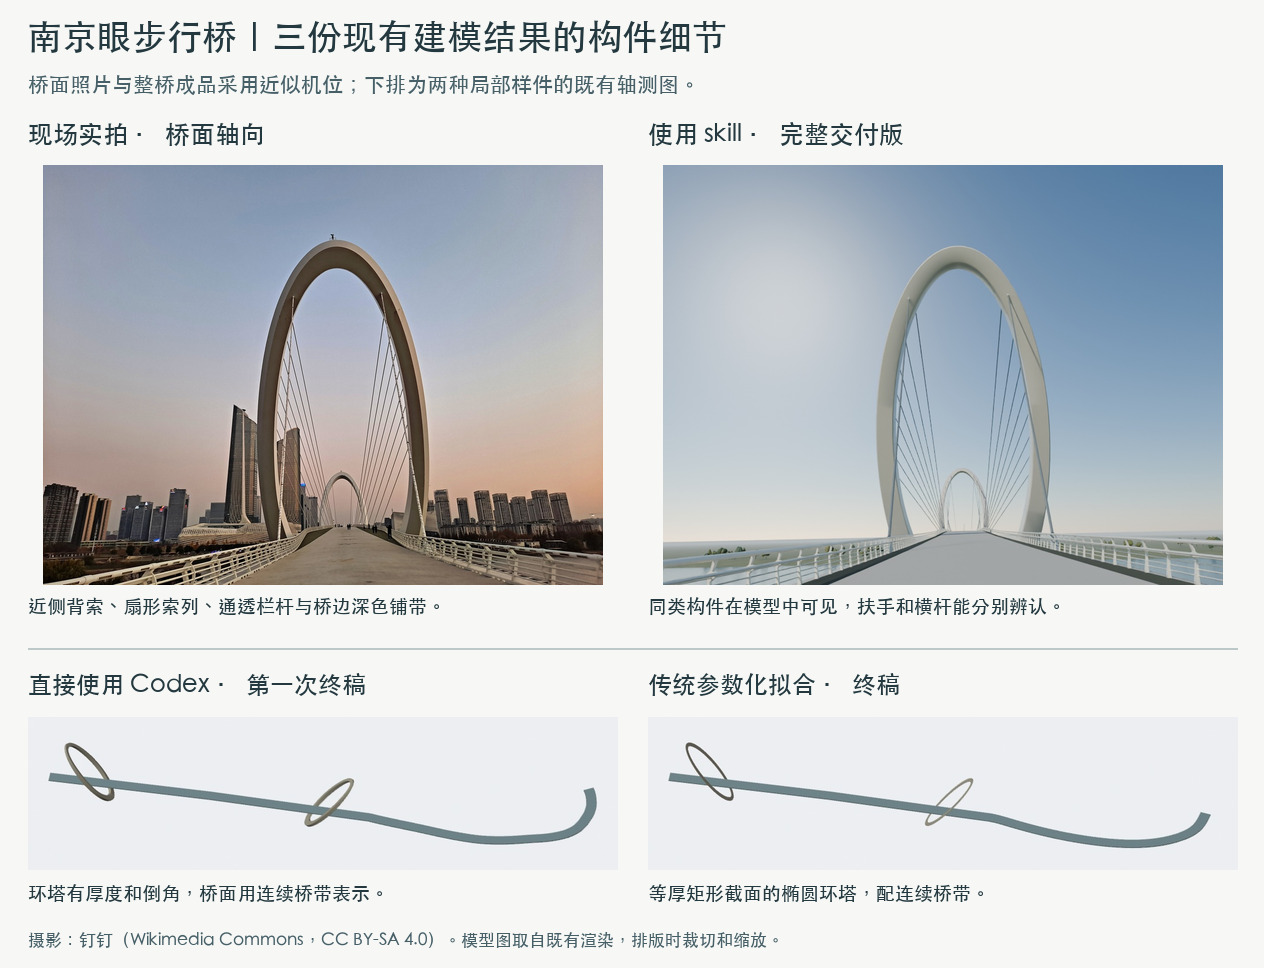 南京眼步行桥 | 三份现有建模结果的构件细节
桥面照片与整桥成品采用近似机位；下排为两种局部样件的既有轴测图。
现场实拍 · 桥面轴向
使用 skill · 完整交付版
近侧背索、扇形索列、通透栏杆与桥边深色铺带。
同类构件在模型中可见，扶手和横杆能分别辨认。
直接使用 Codex · 第一次终稿
传统参数化拟合 · 终稿
环塔有厚度和倒角，桥面用连续桥带表示。
等厚矩形截面的椭圆环塔，配连续桥带。
摄影：钉钉（Wikimedia Commons，CC BY-SA 4.0）。模型图取自既有渲染，排版时裁切和缩放。